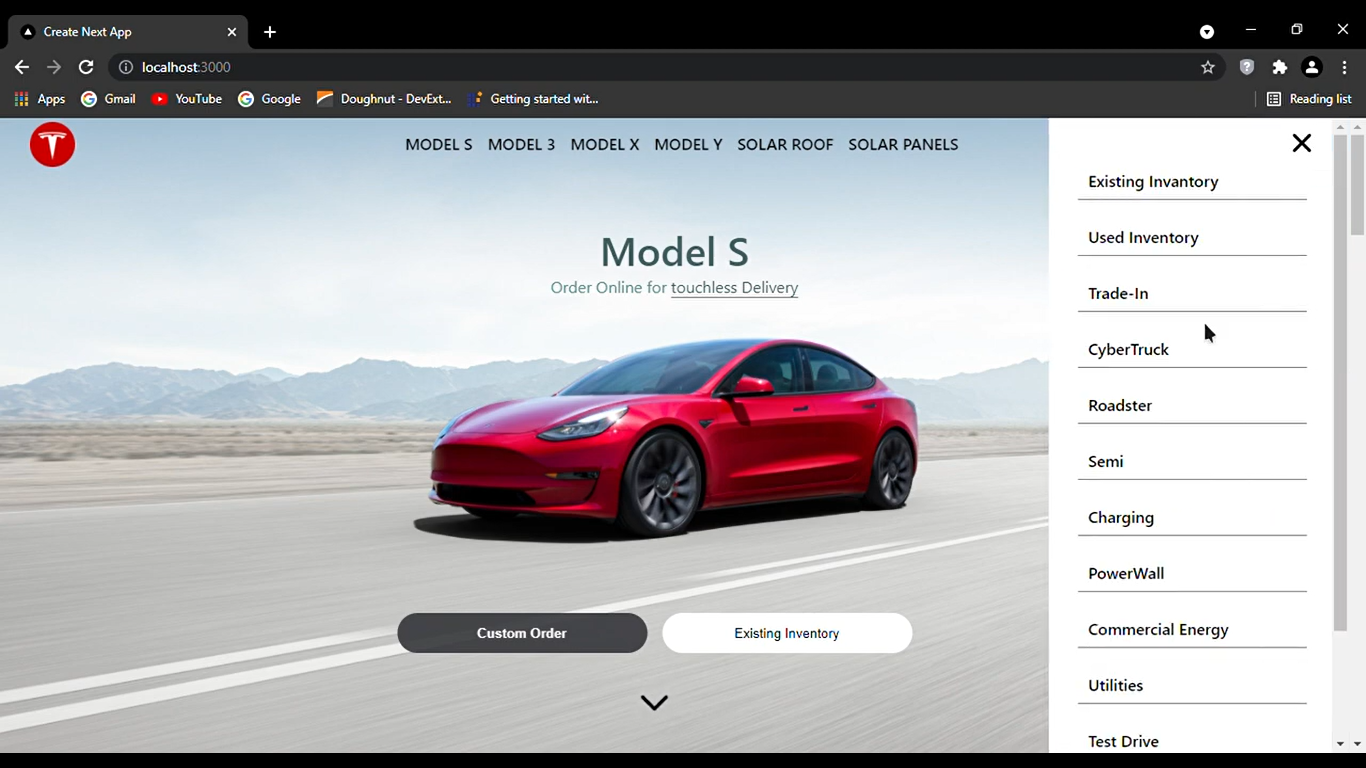 Create Next App
localhost:3000
Apps Gmail YouTube Google Doughnut - DevExt... Getting started wit... Reading list
MODEL S MODEL 3 MODEL X MODEL Y SOLAR ROOF SOLAR PANELS
Model S
Order Online for touchless Delivery
Custom Order Existing Inventory
Existing Invantory
Used Inventory
Trade-In
CyberTruck
Roadster
Semi
Charging
PowerWall
Commercial Energy
Utilities
Test Drive